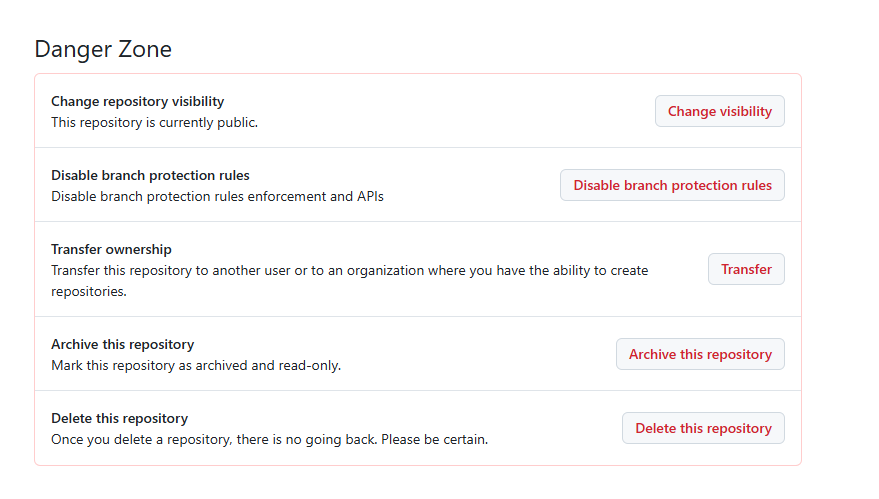 Danger Zone
Change repository visibility
This repository is currently public.
Change visibility
Disable branch protection rules
Disable branch protection rules enforcement and APIs
Disable branch protection rules
Transfer ownership
Transfer this repository to another user or to an organization where you have the ability to create
repositories.
Transfer
Archive this repository
Mark this repository as archived and read-only.
Archive this repository
Delete this repository
Once you delete a repository, there is no going back. Please be certain.
Delete this repository